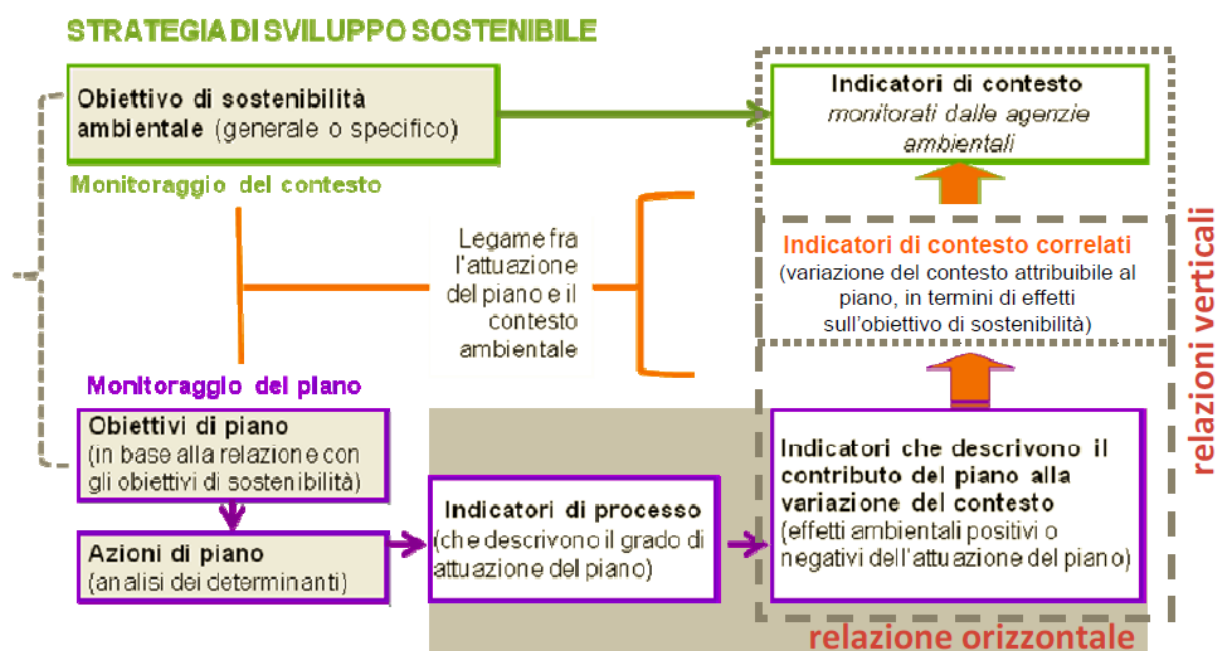 STRATEGIA DI SVILUPPO SOSTENIBILE
Obiettivo di sostenibilità
ambientale (generale o specifico)
Indicatori di contesto
monitorati dalle agenzie
ambientali
Monitoraggio del contesto
Legame fra
l'attuazione
del piano e il
contesto
ambientale
Indicatori di contesto correlati
(variazione del contesto attribuibile al
piano, in termini di effetti
sull'obiettivo di sostenibilità)
relazioni verticali
Monitoraggio del piano
Obiettivi di piano
(in base alla relazione con
gli obiettivi di sostenibilità)
Azioni di piano
(analisi dei determinanti)
Indicatori di processo
(che descrivono il grado di
attuazione del piano)
Indicatori che descrivono il
contributo del piano alla
variazione del contesto
(effetti ambientali positivi o
negativi dell'attuazione del piano)
relazione orizzontale